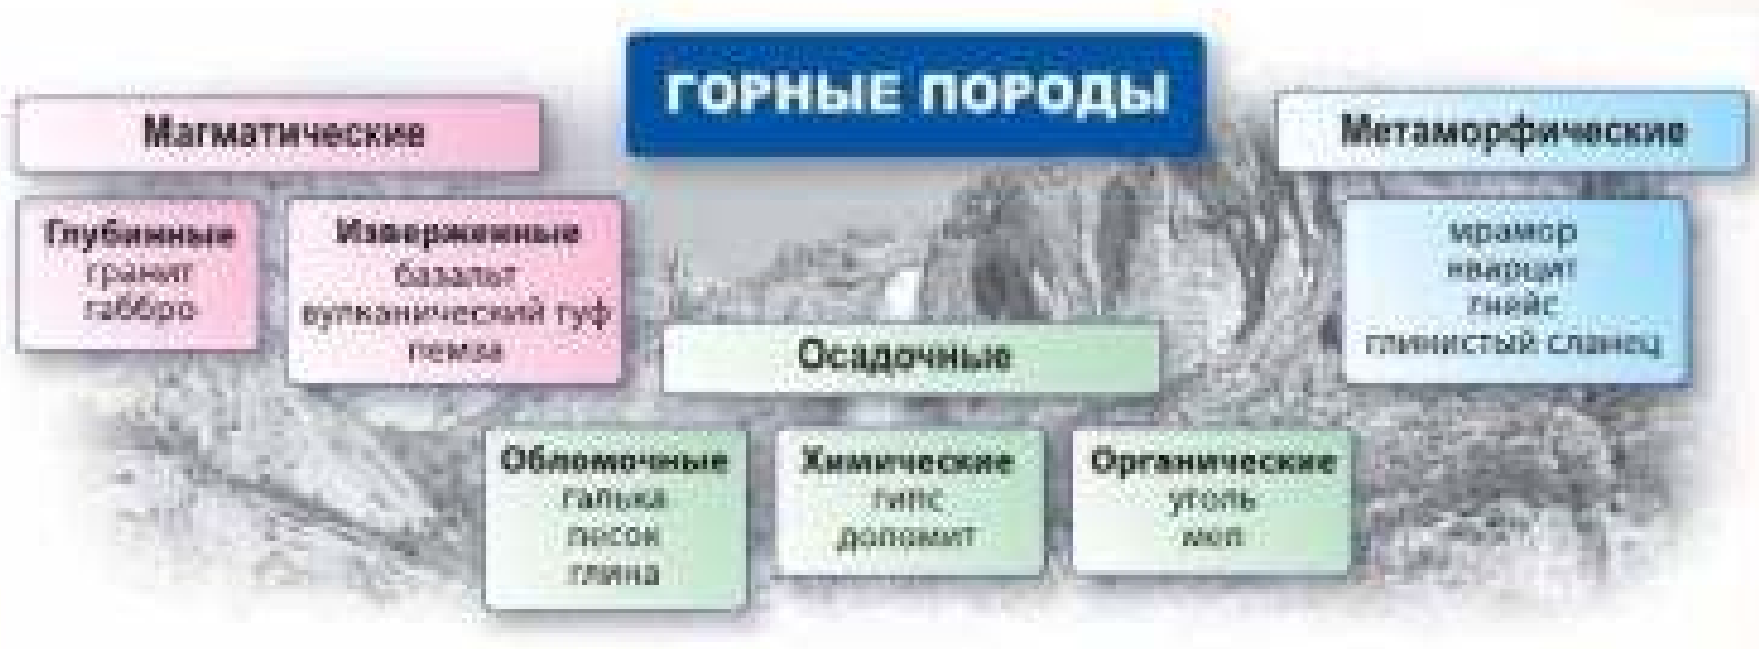 ГОРНЫЕ ПОРОДЫ
Магматические
Глубинные
гранит
габбро
Изверженные
базальт
вулканический туф
пемза
Осадочные
Обломочные
галька
песок
глина
Химические
гипс
доломит
Органические
уголь
мел
Метаморфические
мрамор
кварцит
гнейс
глинистый сланец